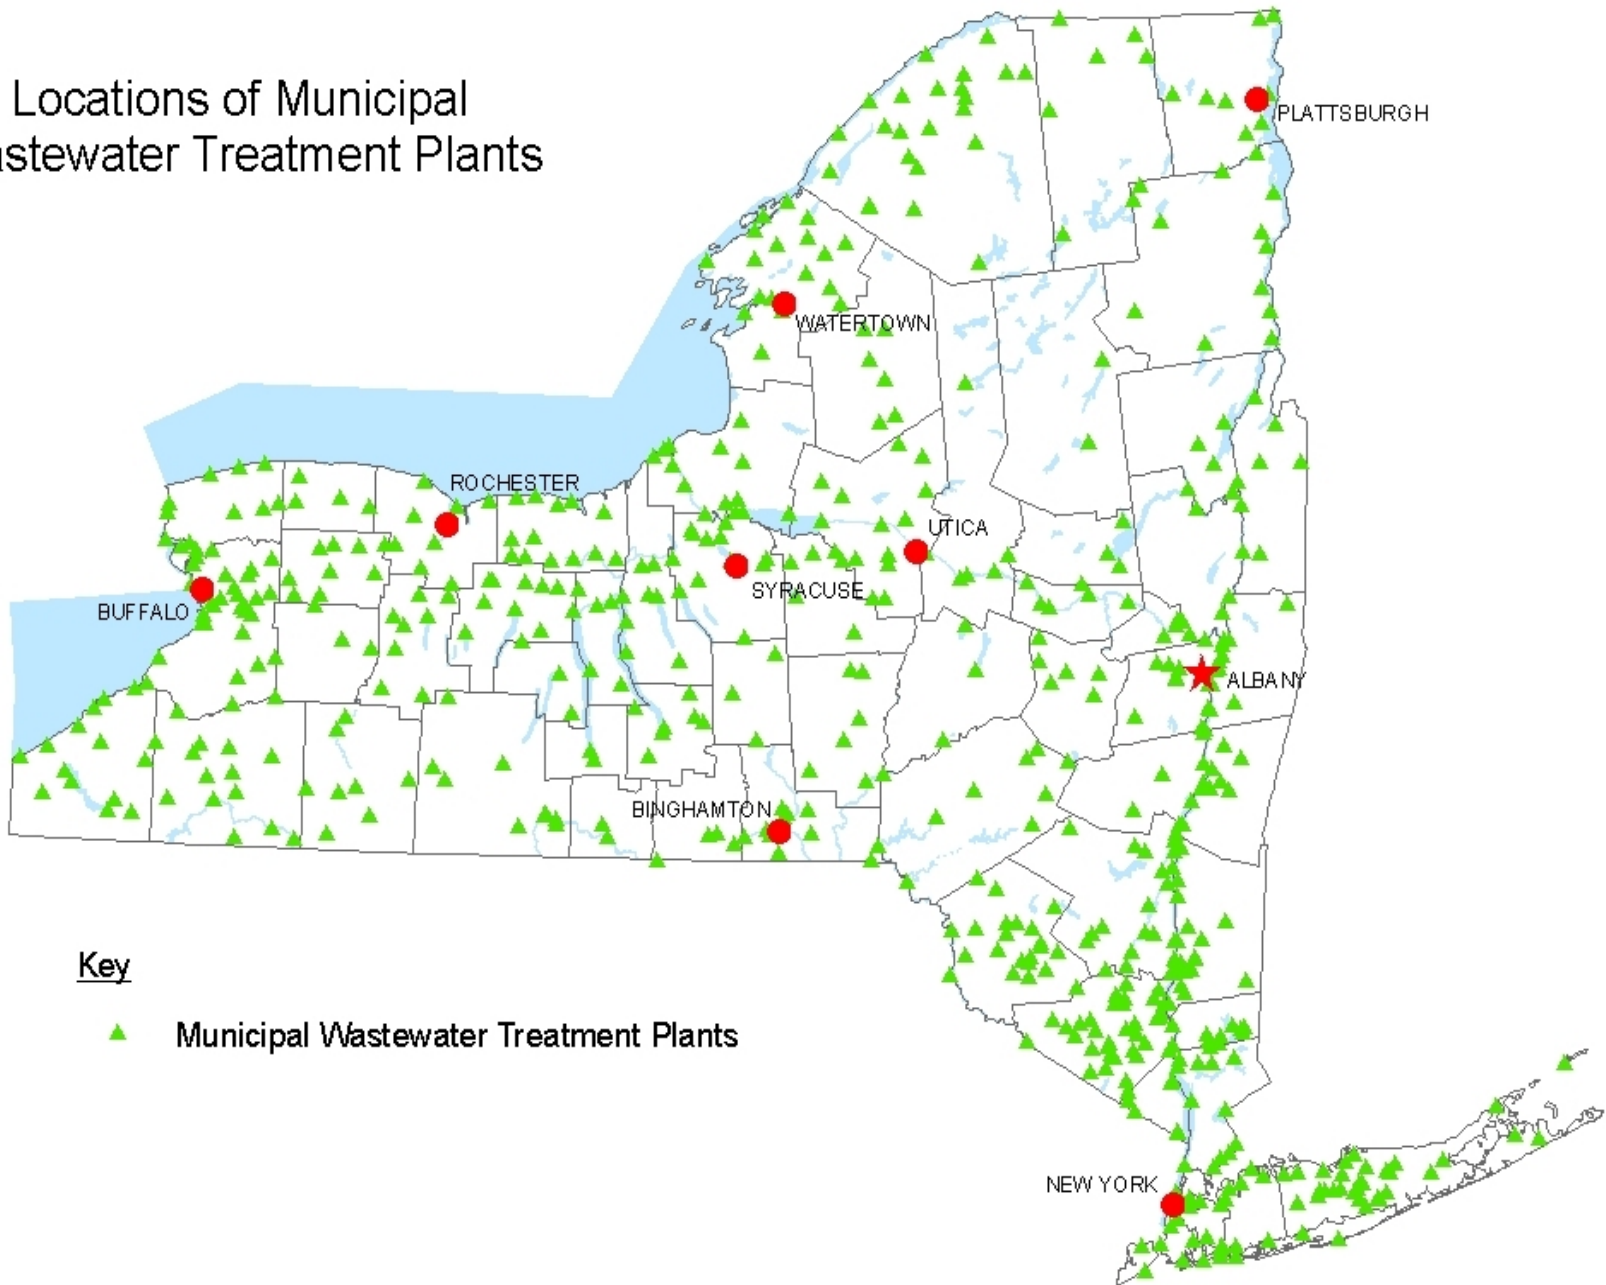 Locations of Municipal
astewater Treatment Plants
PLATTSBURGH
WATERTOWN
ROCHESTER
UTICA
SYRACUSE
BUFFALO
ALBANY
BINGHAMTON
Key
Municipal Wastewater Treatment Plants
NEW YORK